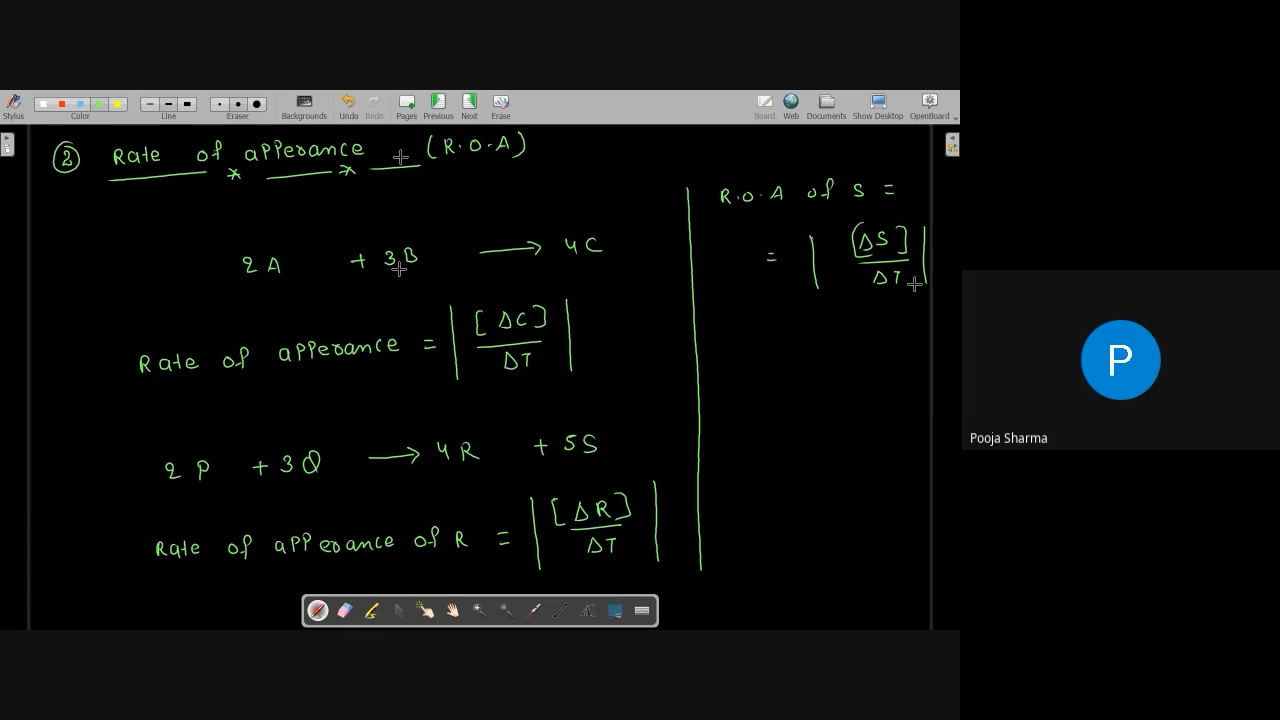 Stylus
Color
Line
Eraser
Backgrounds
Undo
Redo
Pages
Previous
Next
Erase
Board
Web
Documents
Show Desktop
OpenBoard
② Rate of apperance (R.O.A)
2A + 3B → 4C
Rate of apperance = | [ΔC] / ΔT |
2P + 3Q → 4R + 5S
Rate of apperance of R = | [ΔR] / ΔT |
R.O.A of S =
= | [ΔS] / ΔT |
P
Pooja Sharma